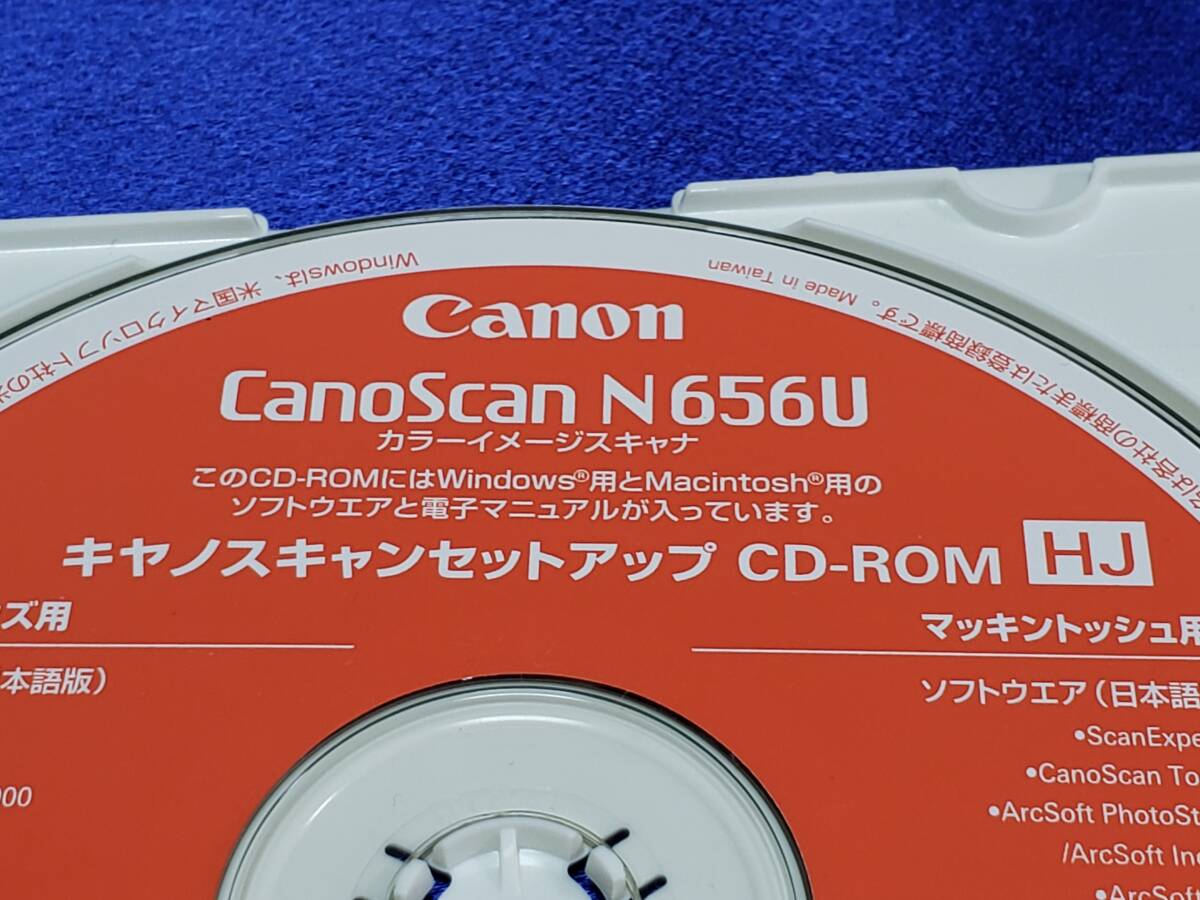 Windowsは、米国マイクロソフト社の
は各社の商標または登録商標です。 Made in Taiwan
Canon
CanoScan N656U
カラーイメージスキャナ
このCD-ROMにはWindows®用とMacintosh®用の
ソフトウエアと電子マニュアルが入っています。
キヤノスキャンセットアップ CD-ROM HJ
ズ用
本語版)
000
マッキントッシュ用
ソフトウエア(日本語
•ScanExpe
•CanoScan To
•ArcSoft PhotoSt
/ArcSoft Inc
•ArcSoft